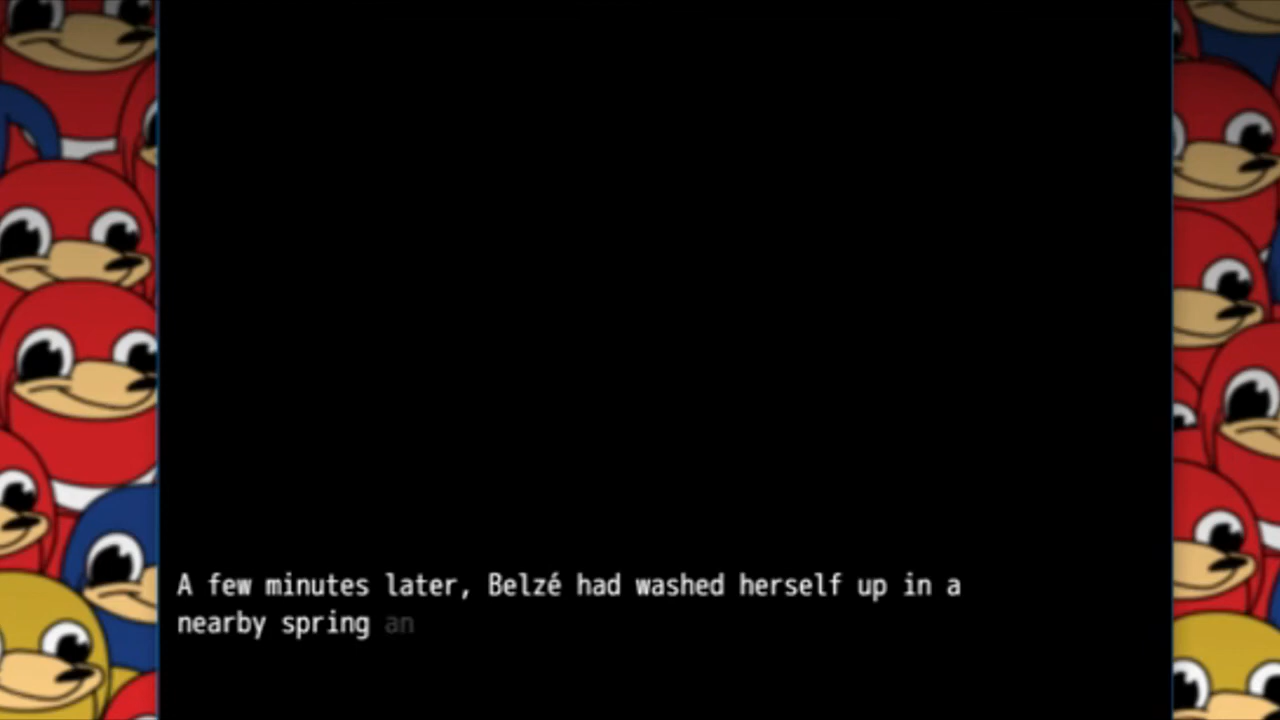 A few minutes later, Belzé had washed herself up in a
nearby spring an